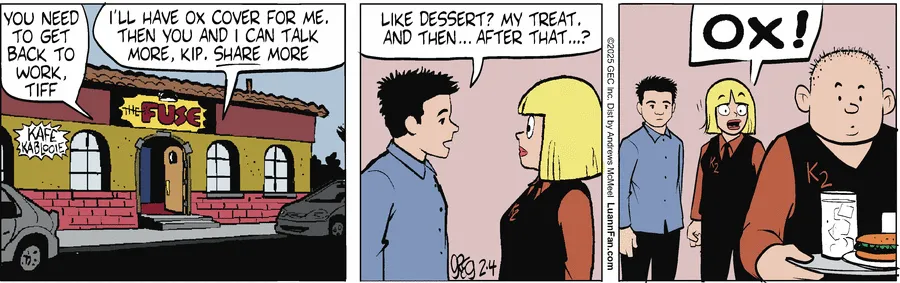 YOU NEED
TO GET
BACK TO
WORK,
TIFF
I'LL HAVE OX COVER FOR ME.
THEN YOU AND I CAN TALK
MORE, KIP. SHARE MORE
THE FUSE
KAFÉ
KABLOOIE
LIKE DESSERT? MY TREAT.
AND THEN... AFTER THAT...?
K2
GREG 2•4
©2025 GEC Inc. Dist by Andrews McMeel LuannFan.com
OX!
K2
K2